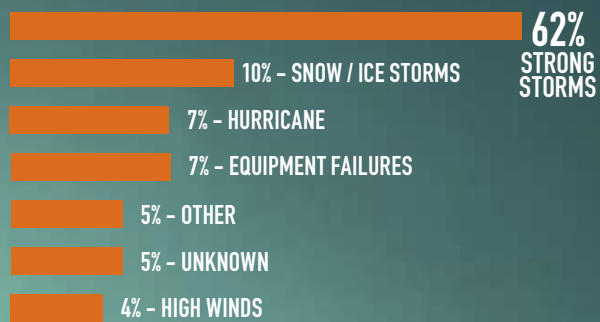 62%
STRONG
STORMS
10% – SNOW / ICE STORMS
7% – HURRICANE
7% – EQUIPMENT FAILURES
5% – OTHER
5% – UNKNOWN
4% – HIGH WINDS